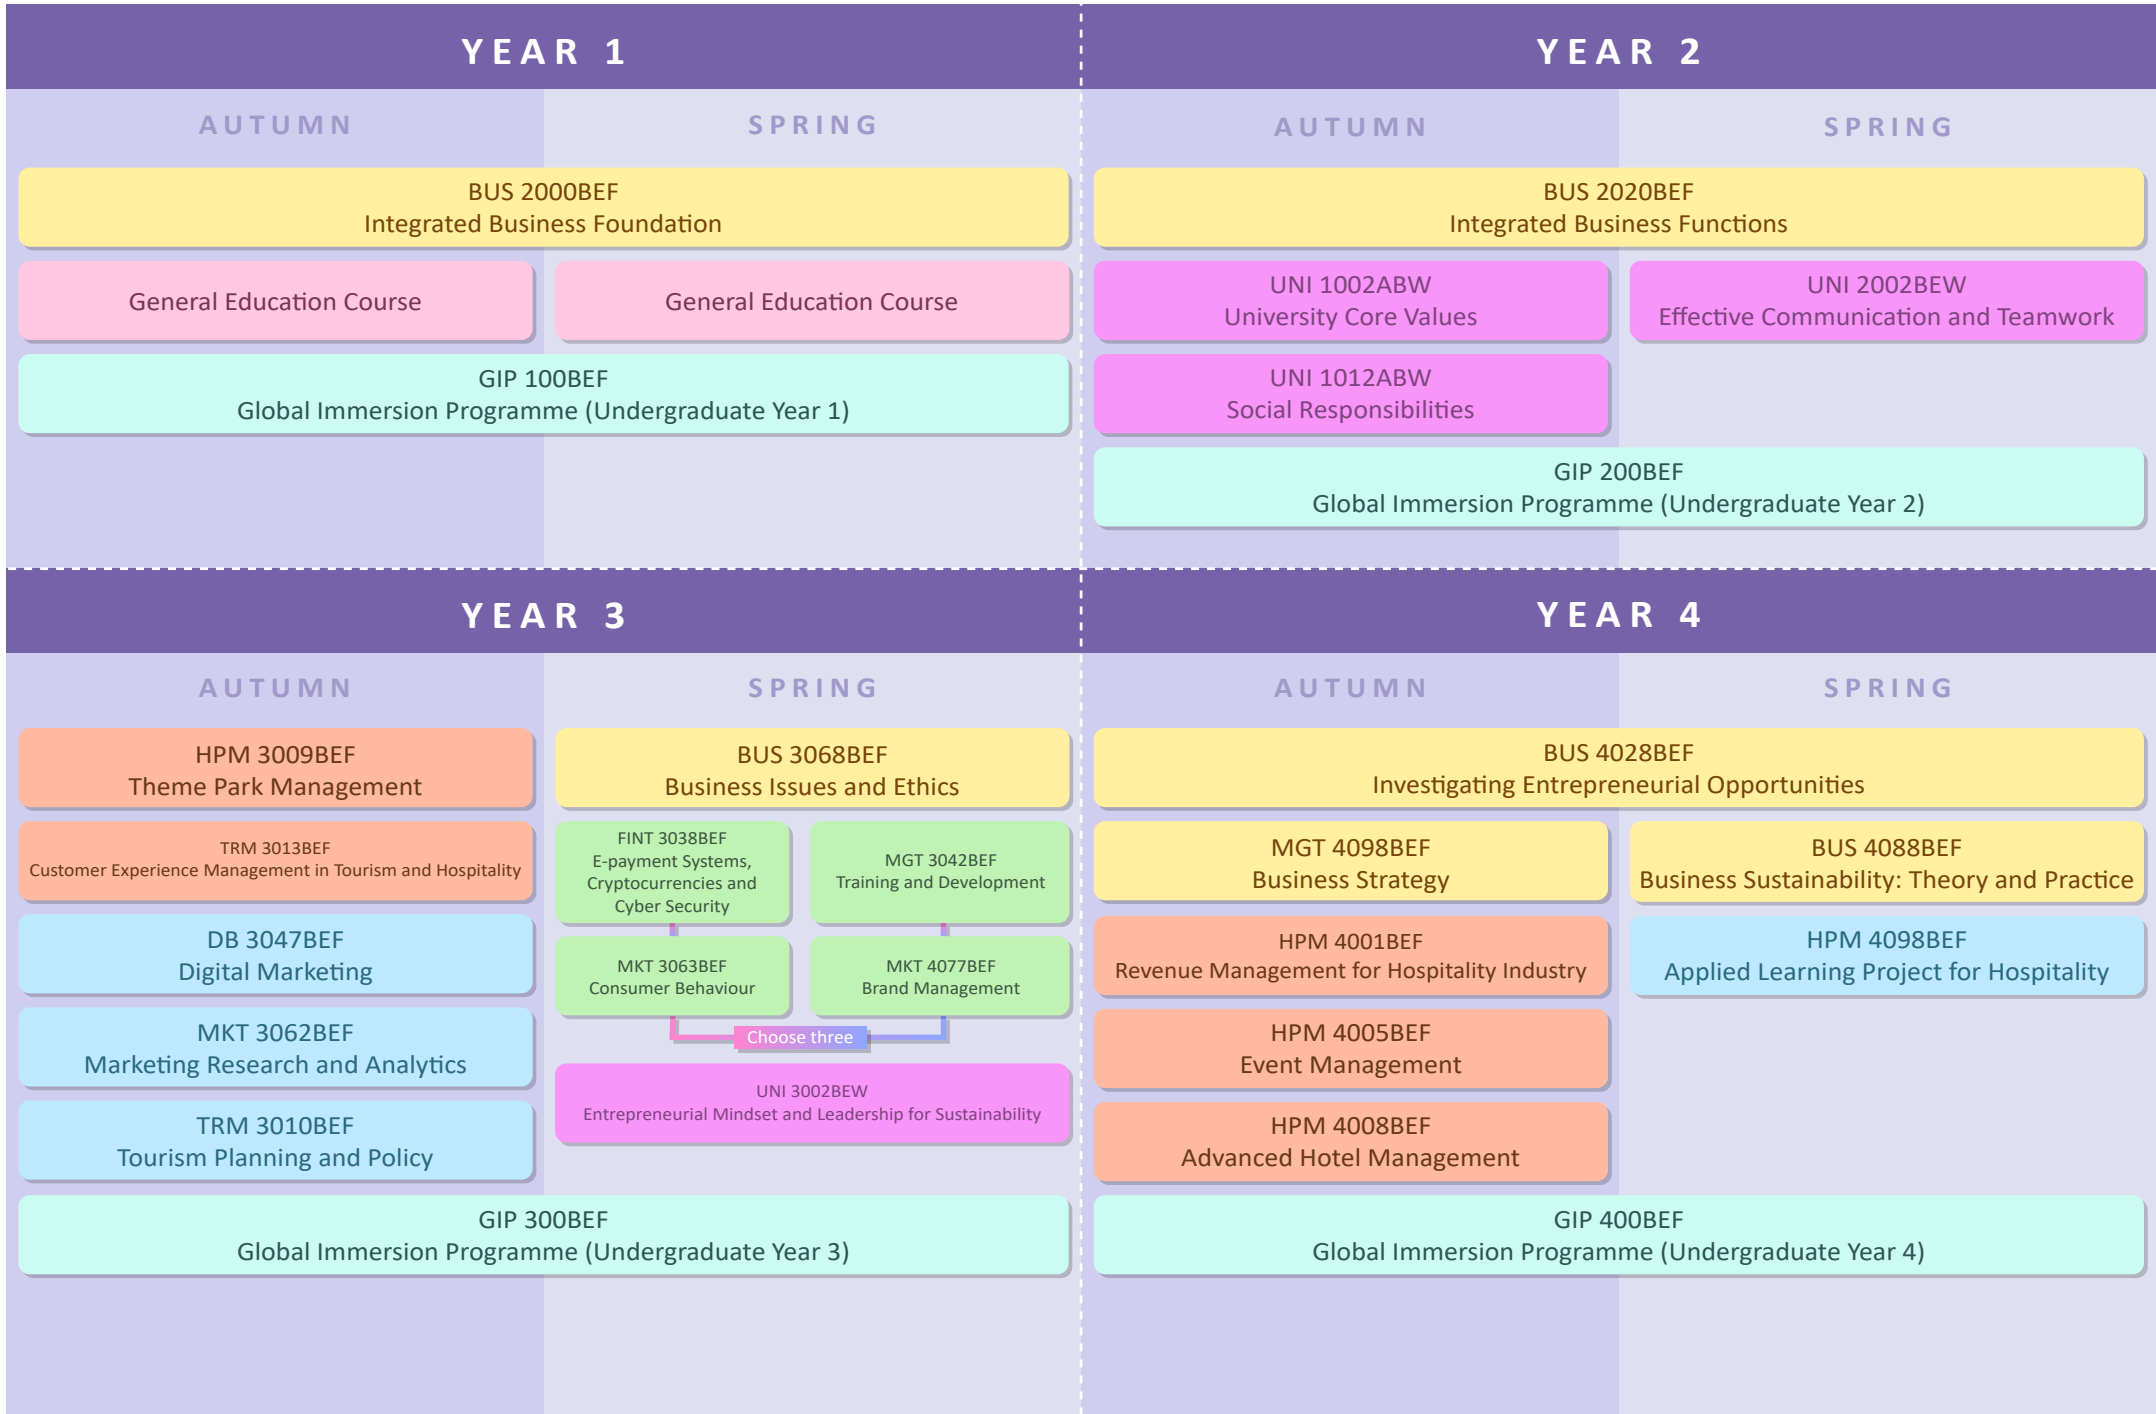 YEAR 1
AUTUMN
SPRING
BUS 2000BEF
Integrated Business Foundation
General Education Course
General Education Course
GIP 100BEF
Global Immersion Programme (Undergraduate Year 1)
YEAR 2
AUTUMN
SPRING
BUS 2020BEF
Integrated Business Functions
UNI 1002ABW
University Core Values
UNI 2002BEW
Effective Communication and Teamwork
UNI 1012ABW
Social Responsibilities
GIP 200BEF
Global Immersion Programme (Undergraduate Year 2)
YEAR 3
AUTUMN
SPRING
HPM 3009BEF
Theme Park Management
TRM 3013BEF
Customer Experience Management in Tourism and Hospitality
DB 3047BEF
Digital Marketing
MKT 3062BEF
Marketing Research and Analytics
TRM 3010BEF
Tourism Planning and Policy
BUS 3068BEF
Business Issues and Ethics
FINT 3038BEF
E-payment Systems,
Cryptocurrencies and
Cyber Security
MGT 3042BEF
Training and Development
MKT 3063BEF
Consumer Behaviour
MKT 4077BEF
Brand Management
Choose three
UNI 3002BEW
Entrepreneurial Mindset and Leadership for Sustainability
GIP 300BEF
Global Immersion Programme (Undergraduate Year 3)
YEAR 4
AUTUMN
SPRING
BUS 4028BEF
Investigating Entrepreneurial Opportunities
MGT 4098BEF
Business Strategy
BUS 4088BEF
Business Sustainability: Theory and Practice
HPM 4001BEF
Revenue Management for Hospitality Industry
HPM 4098BEF
Applied Learning Project for Hospitality
HPM 4005BEF
Event Management
HPM 4008BEF
Advanced Hotel Management
GIP 400BEF
Global Immersion Programme (Undergraduate Year 4)